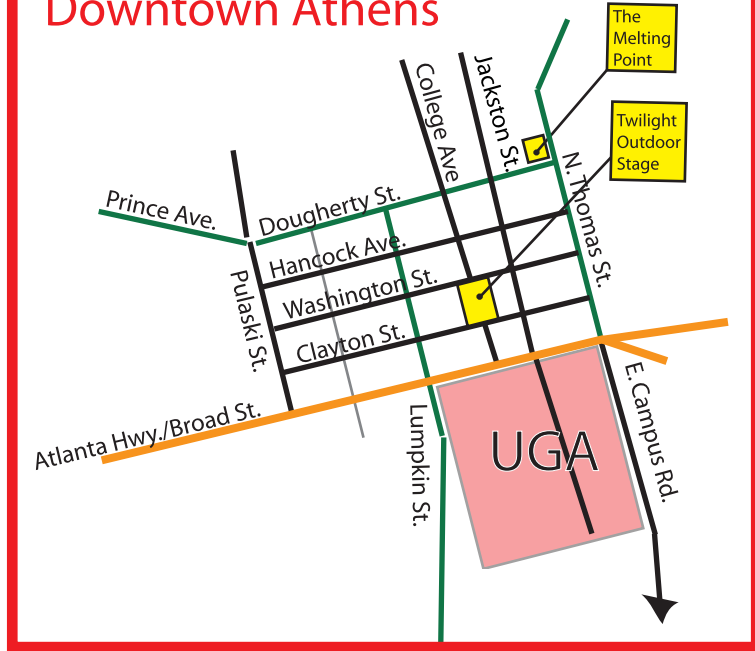 Downtown Athens
The
Melting
Point
Twilight
Outdoor
Stage
College Ave
Jackston St.
N. Thomas St.
Prince Ave.
Dougherty St.
Hancock Ave.
Washington St.
Clayton St.
Pulaski St.
Atlanta Hwy./Broad St.
Lumpkin St.
UGA
E. Campus Rd.